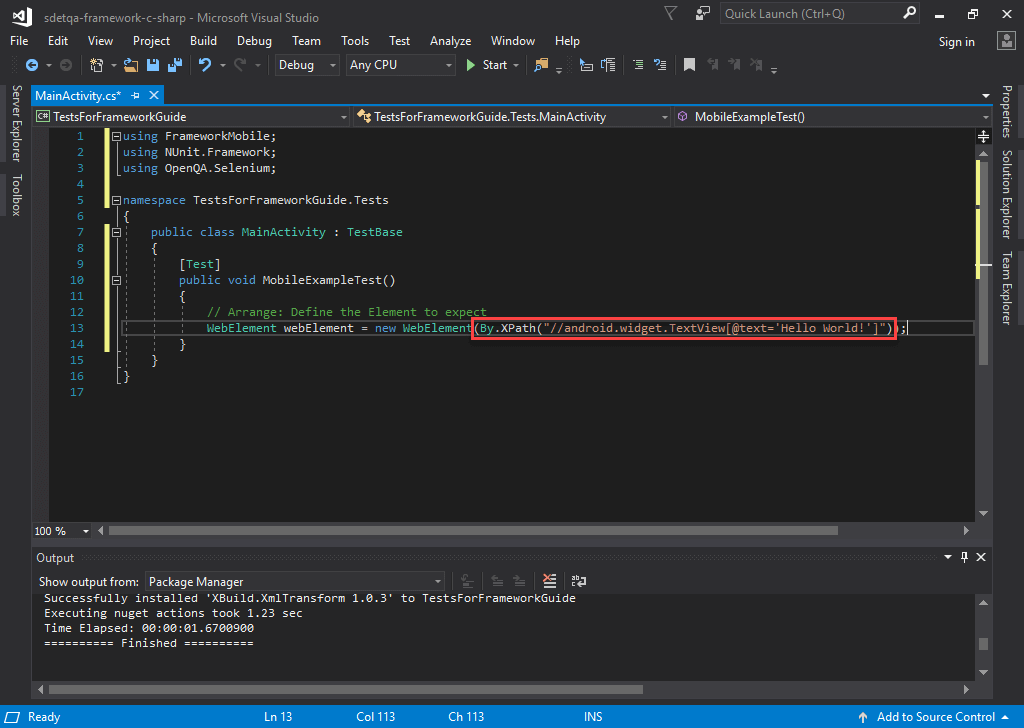 sdetqa-framework-c-sharp - Microsoft Visual Studio
Quick Launch (Ctrl+Q)
File Edit View Project Build Debug Team Tools Test Analyze Window Help
Sign in
Debug Any CPU Start
Server Explorer
Toolbox
MainActivity.cs*
C# TestsForFrameworkGuide TestsForFrameworkGuide.Tests.MainActivity MobileExampleTest()
1 using FrameworkMobile;
2 using NUnit.Framework;
3 using OpenQA.Selenium;
4
5 namespace TestsForFrameworkGuide.Tests
6 {
7 public class MainActivity : TestBase
8 {
9 [Test]
10 public void MobileExampleTest()
11 {
12 // Arrange: Define the Element to expect
13 WebElement webElement = new WebElement(By.XPath("//android.widget.TextView[@text='Hello World!']"));
14 }
15 }
16 }
17
Properties
Solution Explorer
Team Explorer
100 %
Output
Show output from: Package Manager
Successfully installed 'XBuild.XmlTransform 1.0.3' to TestsForFrameworkGuide
Executing nuget actions took 1.23 sec
Time Elapsed: 00:00:01.6700900
========== Finished ==========
Ready Ln 13 Col 113 Ch 113 INS Add to Source Control